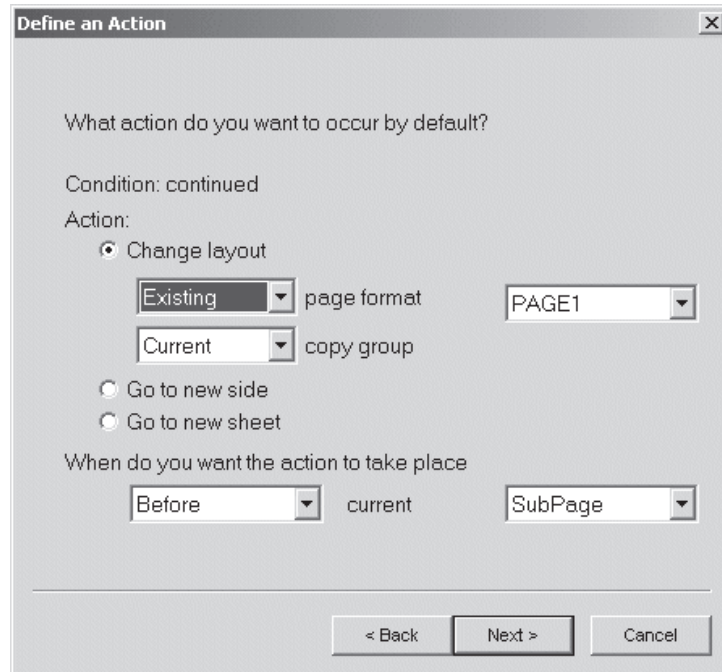 Define an Action
What action do you want to occur by default?
Condition: continued
Action:
Change layout
Existing page format PAGE1
Current copy group
Go to new side
Go to new sheet
When do you want the action to take place
Before current SubPage
< Back Next > Cancel